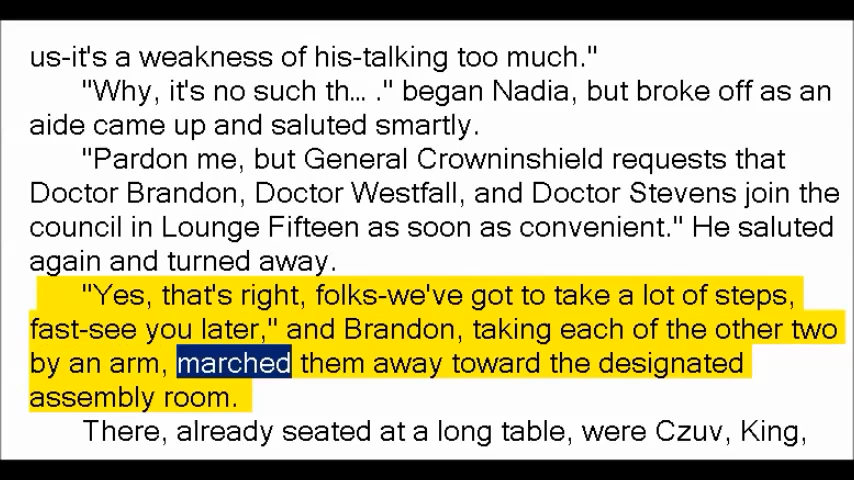 us-it's a weakness of his-talking too much."
"Why, it's no such th... ." began Nadia, but broke off as an
aide came up and saluted smartly.
"Pardon me, but General Crowninshield requests that
Doctor Brandon, Doctor Westfall, and Doctor Stevens join the
council in Lounge Fifteen as soon as convenient." He saluted
again and turned away.
"Yes, that's right, folks-we've got to take a lot of steps,
fast-see you later," and Brandon, taking each of the other two
by an arm, marched them away toward the designated
assembly room.
There, already seated at a long table, were Czuv, King,